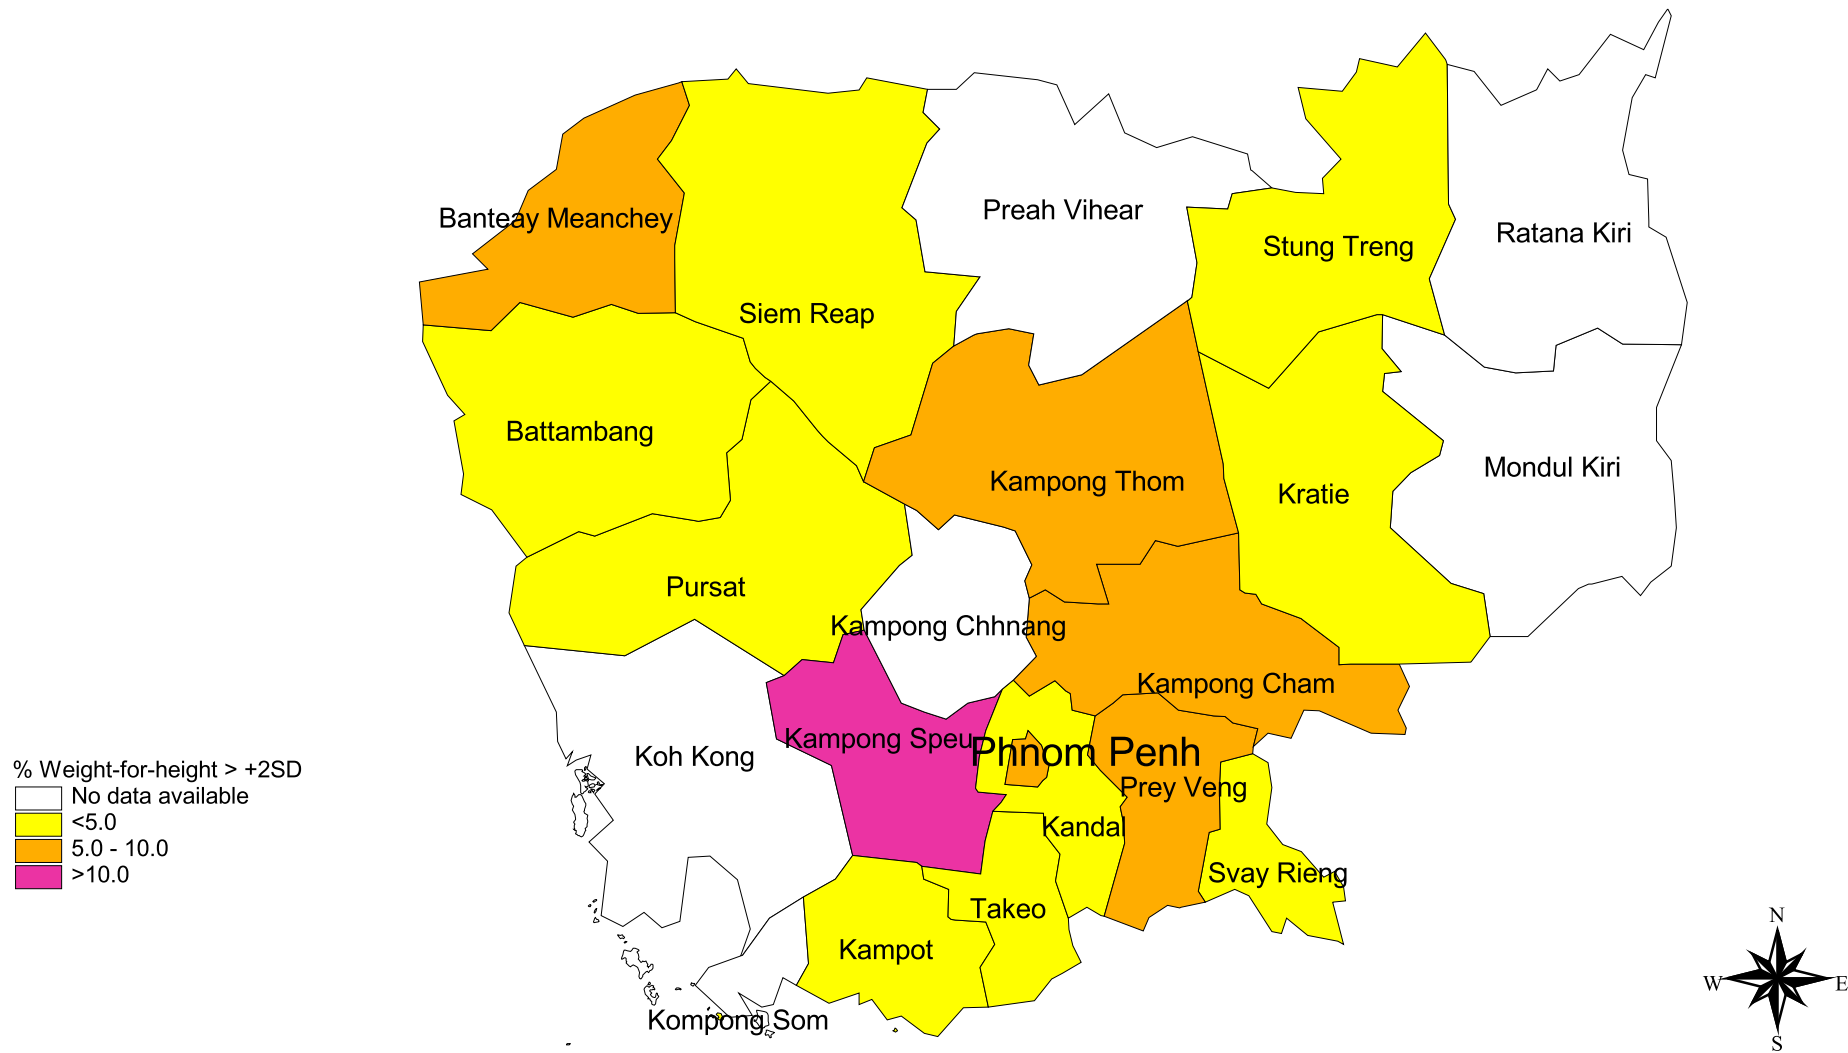 Preah Vihear
Banteay Meanchey
Ratana Kiri
Stung Treng
Siem Reap
Battambang
Mondul Kiri
Kampong Thom
Kratie
Pursat
Kampong Chhnang
Kampong Cham
Kampong Speu
Phnom Penh
Koh Kong
Prey Veng
Kandal
Svay Rieng
Takeo
Kampot
Kompong Som
% Weight-for-height > +2SD
No data available
<5.0
5.0 - 10.0
>10.0
N
W
E
S